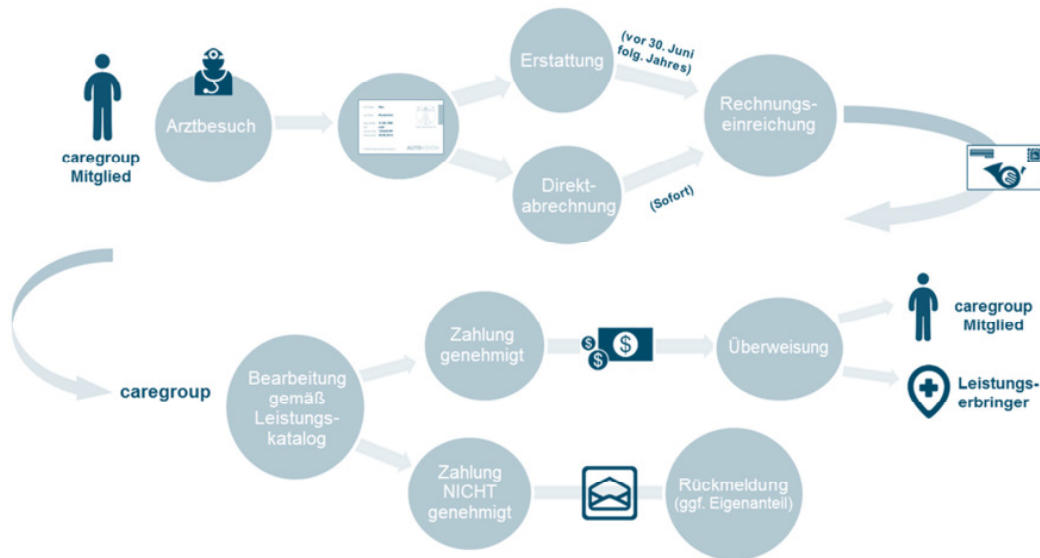 caregroup
Mitglied
Arztbesuch
AUTOVISION
Erstattung
(vor 30. Juni
folg. Jahres)
Direkt-
abrechnung
(Sofort)
Rechnungs-
einreichung
caregroup
Bearbeitung
gemäß
Leistungs-
katalog
Zahlung
genehmigt
$
$
$
Überweisung
caregroup
Mitglied
Leistungs-
erbringer
Zahlung
NICHT
genehmigt
Rückmeldung
(ggf. Eigenanteil)